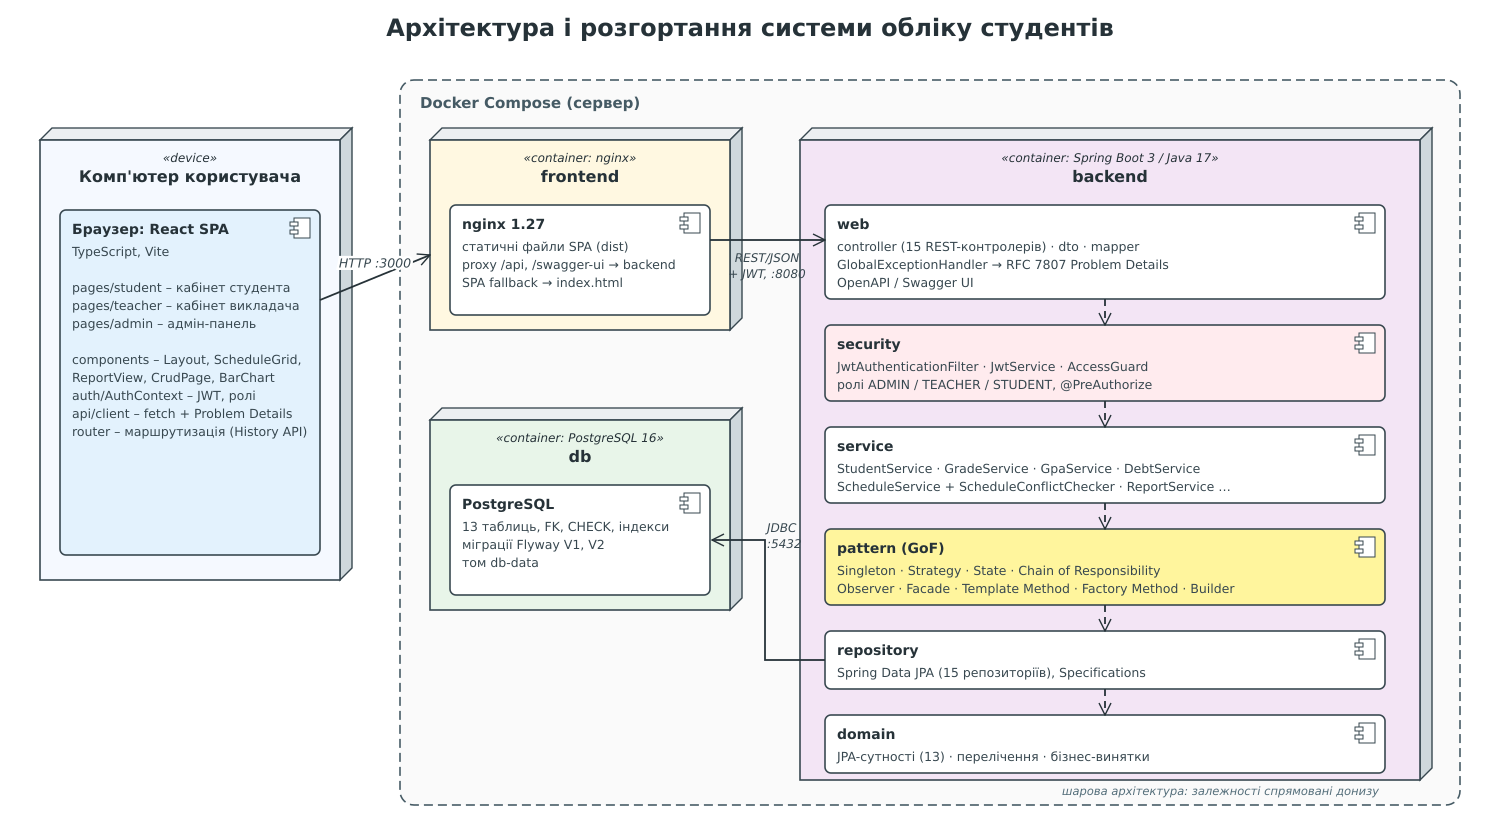 Архітектура і розгортання системи обліку студентів
Docker Compose (сервер)
«device»
Комп'ютер користувача
Браузер: React SPA
TypeScript, Vite
pages/student – кабінет студента
pages/teacher – кабінет викладача
pages/admin – адмін-панель
components – Layout, ScheduleGrid,
ReportView, CrudPage, BarChart
auth/AuthContext – JWT, ролі
api/client – fetch + Problem Details
router – маршрутизація (History API)
HTTP :3000
«container: nginx»
frontend
nginx 1.27
статичні файли SPA (dist)
proxy /api, /swagger-ui → backend
SPA fallback → index.html
REST/JSON
+ JWT, :8080
«container: PostgreSQL 16»
db
PostgreSQL
13 таблиць, FK, CHECK, індекси
міграції Flyway V1, V2
том db-data
JDBC
:5432
«container: Spring Boot 3 / Java 17»
backend
web
controller (15 REST-контролерів) · dto · mapper
GlobalExceptionHandler → RFC 7807 Problem Details
OpenAPI / Swagger UI
security
JwtAuthenticationFilter · JwtService · AccessGuard
ролі ADMIN / TEACHER / STUDENT, @PreAuthorize
service
StudentService · GradeService · GpaService · DebtService
ScheduleService + ScheduleConflictChecker · ReportService …
pattern (GoF)
Singleton · Strategy · State · Chain of Responsibility
Observer · Facade · Template Method · Factory Method · Builder
repository
Spring Data JPA (15 репозиторіїв), Specifications
domain
JPA-сутності (13) · перелічення · бізнес-винятки
шарова архітектура: залежності спрямовані донизу